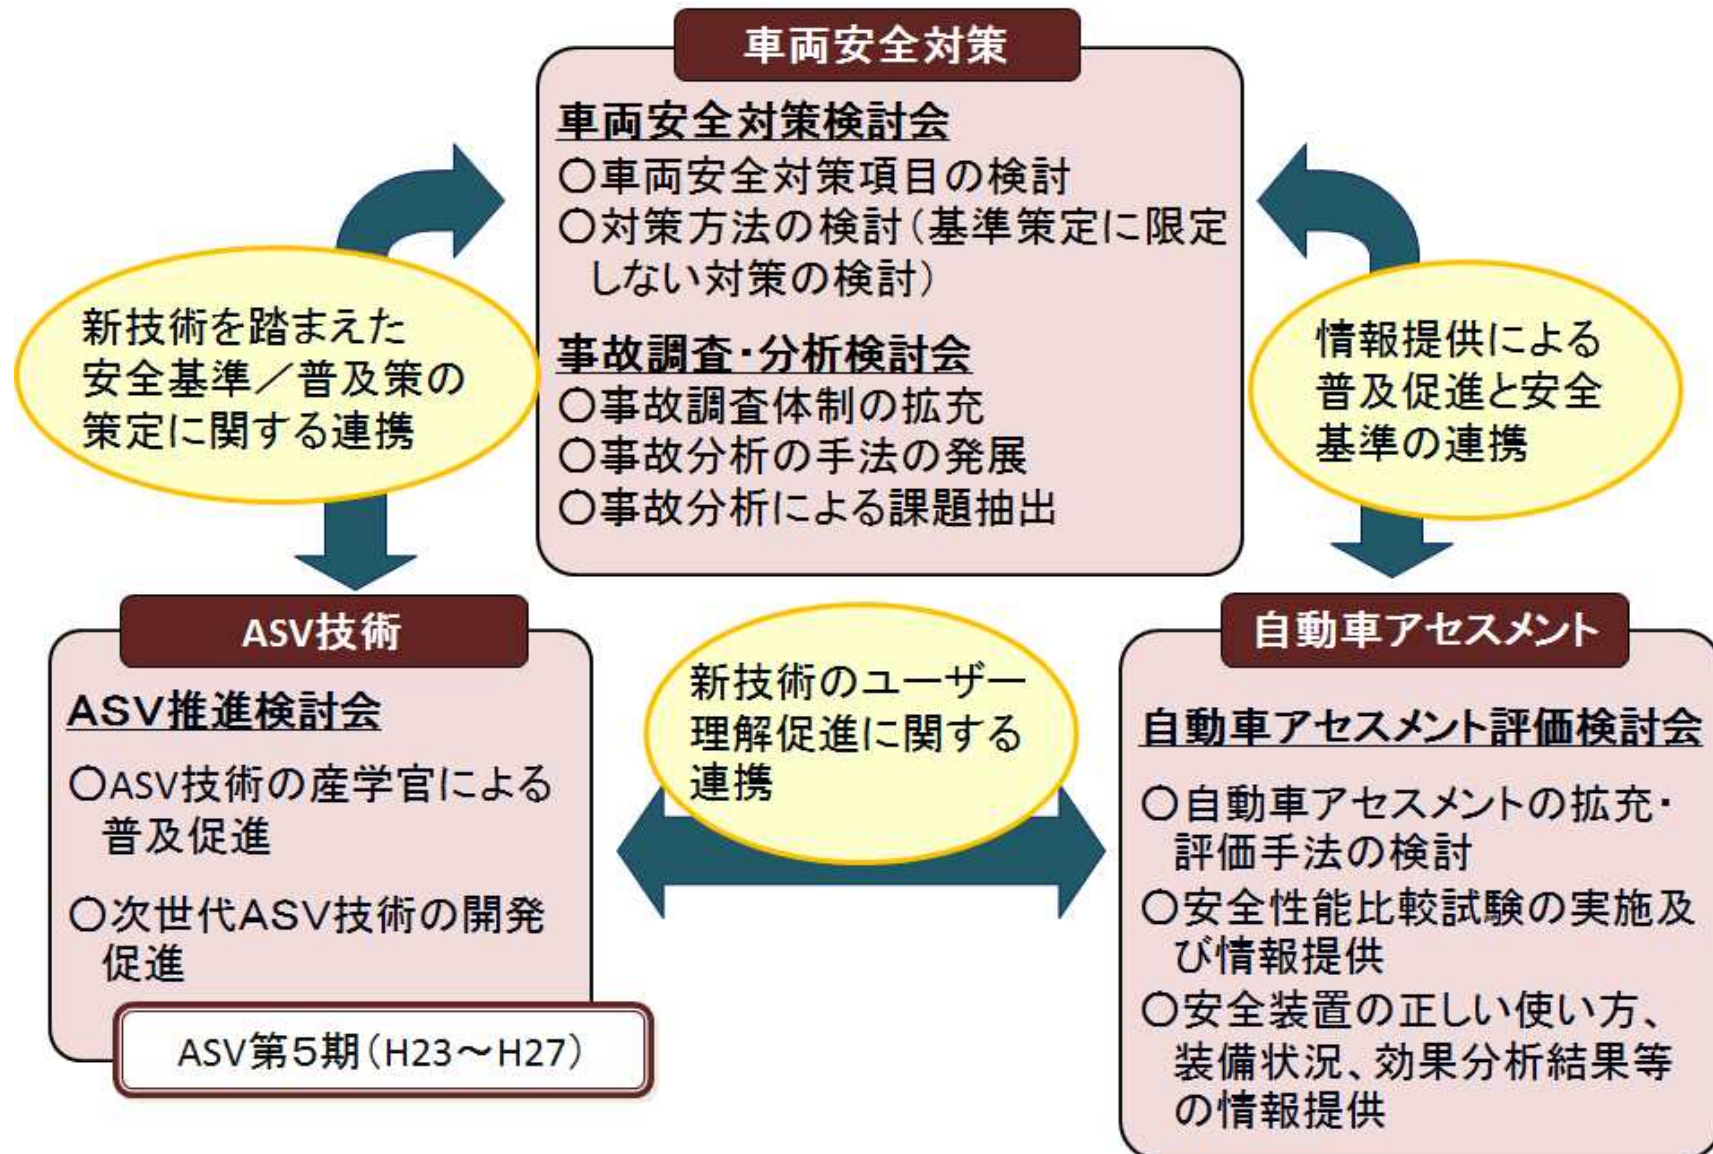 車両安全対策
車両安全対策検討会
○車両安全対策項目の検討
○対策方法の検討（基準策定に限定
しない対策の検討）
事故調査・分析検討会
○事故調査体制の拡充
○事故分析の手法の発展
○事故分析による課題抽出
新技術を踏まえた
安全基準／普及策の
策定に関する連携
情報提供による
普及促進と安全
基準の連携
ASV技術
ＡＳＶ推進検討会
○ASV技術の産学官による
普及促進
○次世代ＡＳＶ技術の開発
促進
ASV第５期（H23～H27）
新技術のユーザー
理解促進に関する
連携
自動車アセスメント
自動車アセスメント評価検討会
○自動車アセスメントの拡充・
評価手法の検討
○安全性能比較試験の実施及
び情報提供
○安全装置の正しい使い方、
装備状況、効果分析結果等
の情報提供